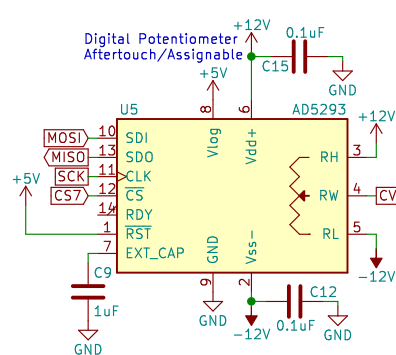 Digital Potentiometer
Aftertouch/Assignable
+12V
0.1uF
C15
GND
+5V
U5
8
6
AD5293
+12V
MOSI
10
SDI
Vlog
Vdd+
MISO
13
SDO
RH
3
SCK
11
CLK
+5V
CS7
12
CS
RW
4
CV
14
RDY
1
RST
RL
5
7
EXT_CAP
GND
Vss-
-12V
C9
1uF
GND
9
GND
2
-12V
C12
0.1uF
GND